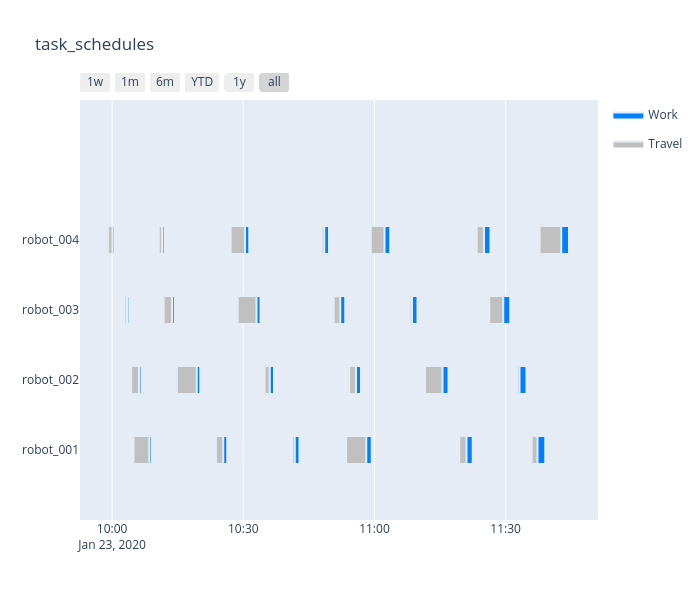 task_schedules
1w 1m 6m YTD 1y all
Work
Travel
robot_004
robot_003
robot_002
robot_001
10:00 10:30 11:00 11:30
Jan 23, 2020